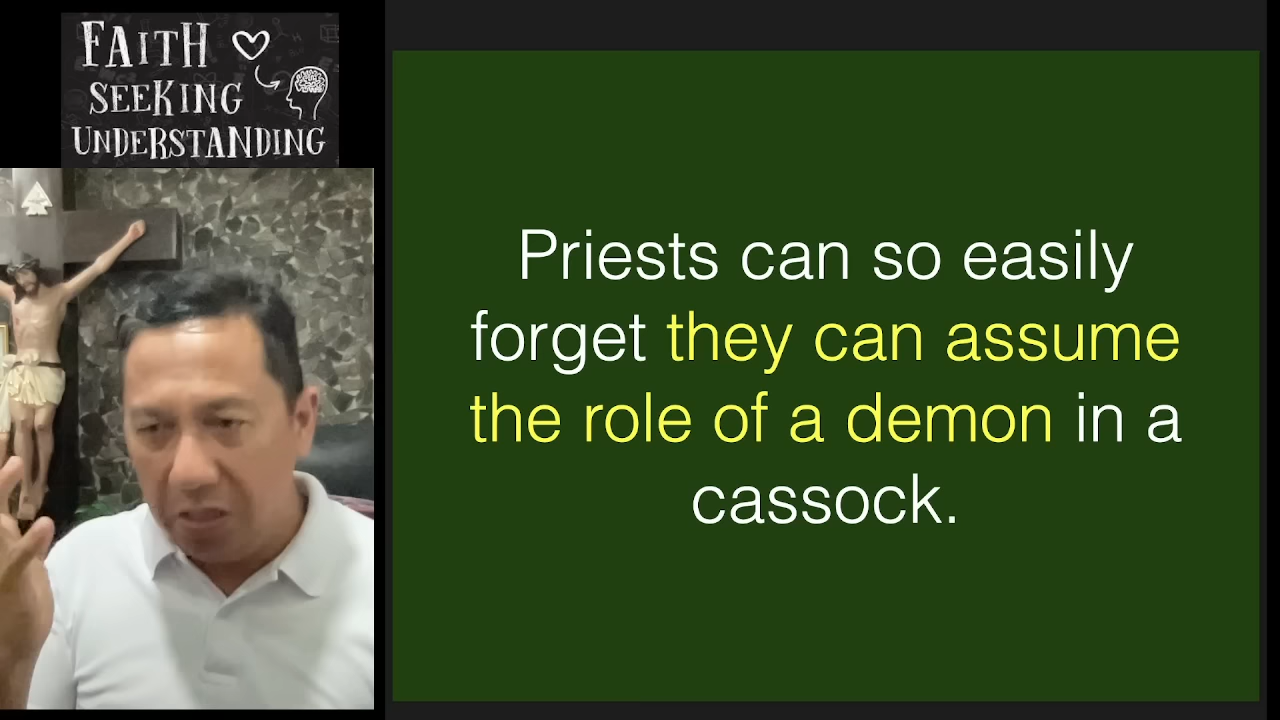 FAITH
SEEKING
UNDERSTANDING
Priests can so easily
forget they can assume
the role of a demon in a
cassock.